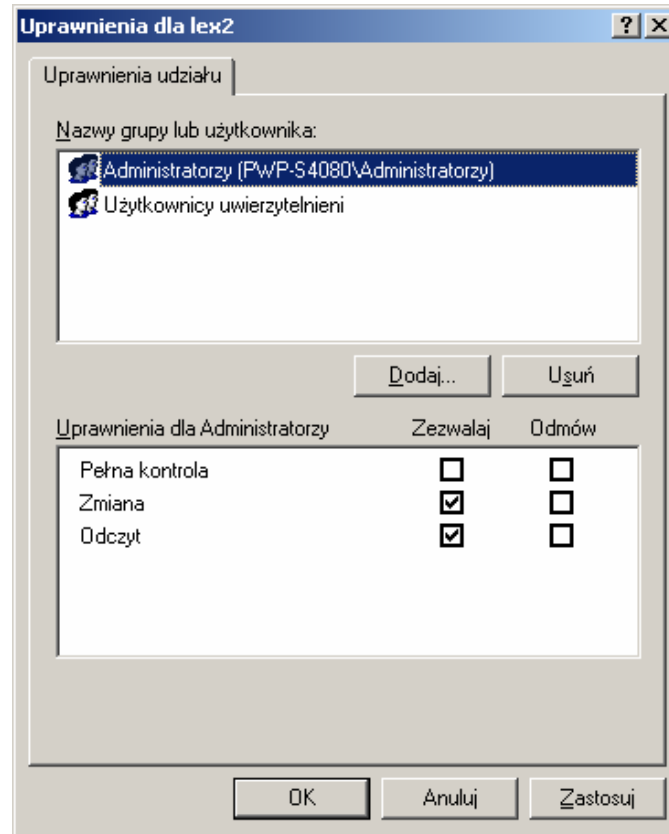 Uprawnienia dla lex2
Uprawnienia udziału
Nazwy grupy lub użytkownika:
Administratorzy (PWP-S4080\Administratorzy)
Użytkownicy uwierzytelnieni
Dodaj... Usuń
Uprawnienia dla Administratorzy Zezwalaj Odmów
Pełna kontrola
Zmiana
Odczyt
OK Anuluj Zastosuj